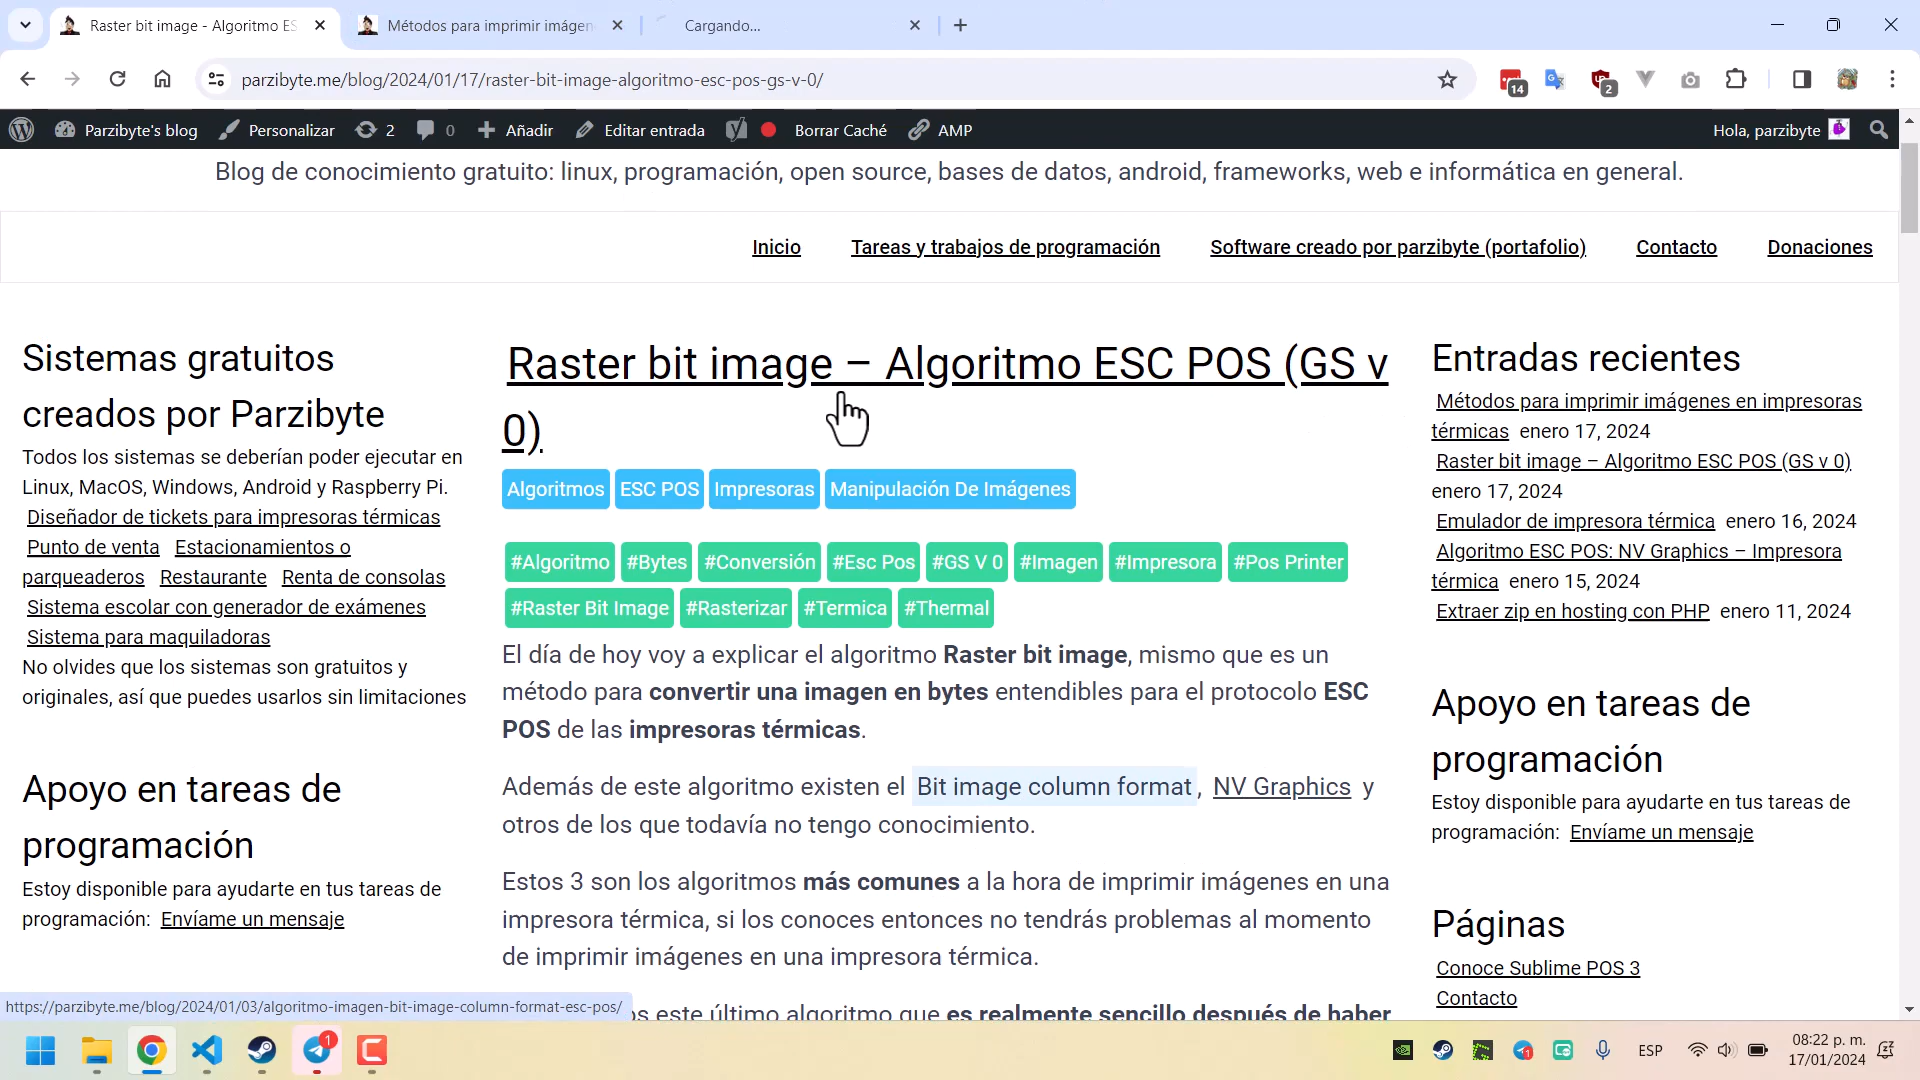 Raster bit image - Algoritmo ES
Métodos para imprimir imágen
Cargando...
parzibyte.me/blog/2024/01/17/raster-bit-image-algoritmo-esc-pos-gs-v-0/
14
2
Parzibyte's blog
Personalizar
2
0
Añadir
Editar entrada
Borrar Caché
AMP
Hola, parzibyte
Blog de conocimiento gratuito: linux, programación, open source, bases de datos, android, frameworks, web e informática en general.
Inicio
Tareas y trabajos de programación
Software creado por parzibyte (portafolio)
Contacto
Donaciones
Sistemas gratuitos
creados por Parzibyte
Todos los sistemas se deberían poder ejecutar en
Linux, MacOS, Windows, Android y Raspberry Pi.
Diseñador de tickets para impresoras térmicas
Punto de venta Estacionamientos o
parqueaderos Restaurante Renta de consolas
Sistema escolar con generador de exámenes
Sistema para maquiladoras
No olvides que los sistemas son gratuitos y
originales, así que puedes usarlos sin limitaciones
Apoyo en tareas de
programación
Estoy disponible para ayudarte en tus tareas de
programación: Envíame un mensaje
Raster bit image – Algoritmo ESC POS (GS v
0)
Algoritmos ESC POS Impresoras Manipulación De Imágenes
#Algoritmo #Bytes #Conversión #Esc Pos #GS V 0 #Imagen #Impresora #Pos Printer
#Raster Bit Image #Rasterizar #Termica #Thermal
El día de hoy voy a explicar el algoritmo Raster bit image, mismo que es un
método para convertir una imagen en bytes entendibles para el protocolo ESC
POS de las impresoras térmicas.
Además de este algoritmo existen el Bit image column format, NV Graphics y
otros de los que todavía no tengo conocimiento.
Estos 3 son los algoritmos más comunes a la hora de imprimir imágenes en una
impresora térmica, si los conoces entonces no tendrás problemas al momento
de imprimir imágenes en una impresora térmica.
este último algoritmo que es realmente sencillo después de haber
Entradas recientes
Métodos para imprimir imágenes en impresoras
térmicas enero 17, 2024
Raster bit image – Algoritmo ESC POS (GS v 0)
enero 17, 2024
Emulador de impresora térmica enero 16, 2024
Algoritmo ESC POS: NV Graphics – Impresora
térmica enero 15, 2024
Extraer zip en hosting con PHP enero 11, 2024
Apoyo en tareas de
programación
Estoy disponible para ayudarte en tus tareas de
programación: Envíame un mensaje
Páginas
Conoce Sublime POS 3
Contacto
https://parzibyte.me/blog/2024/01/03/algoritmo-imagen-bit-image-column-format-esc-pos/
1
1
ESP
08:22 p. m.
17/01/2024